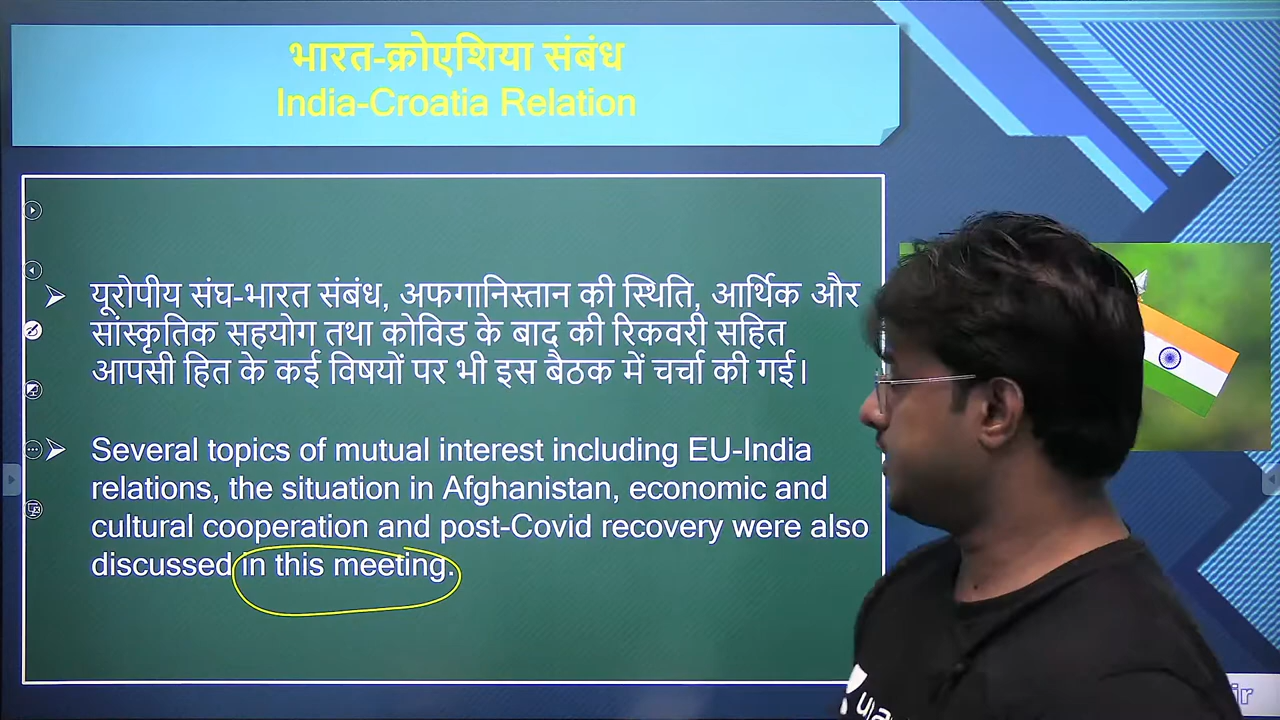 भारत-क्रोएशिया संबंध
India-Croatia Relation
यूरोपीय संघ-भारत संबंध, अफगानिस्तान की स्थिति, आर्थिक और
सांस्कृतिक सहयोग तथा कोविड के बाद की रिकवरी सहित
आपसी हित के कई विषयों पर भी इस बैठक में चर्चा की गई।
Several topics of mutual interest including EU-India
relations, the situation in Afghanistan, economic and
cultural cooperation and post-Covid recovery were also
discussed in this meeting.